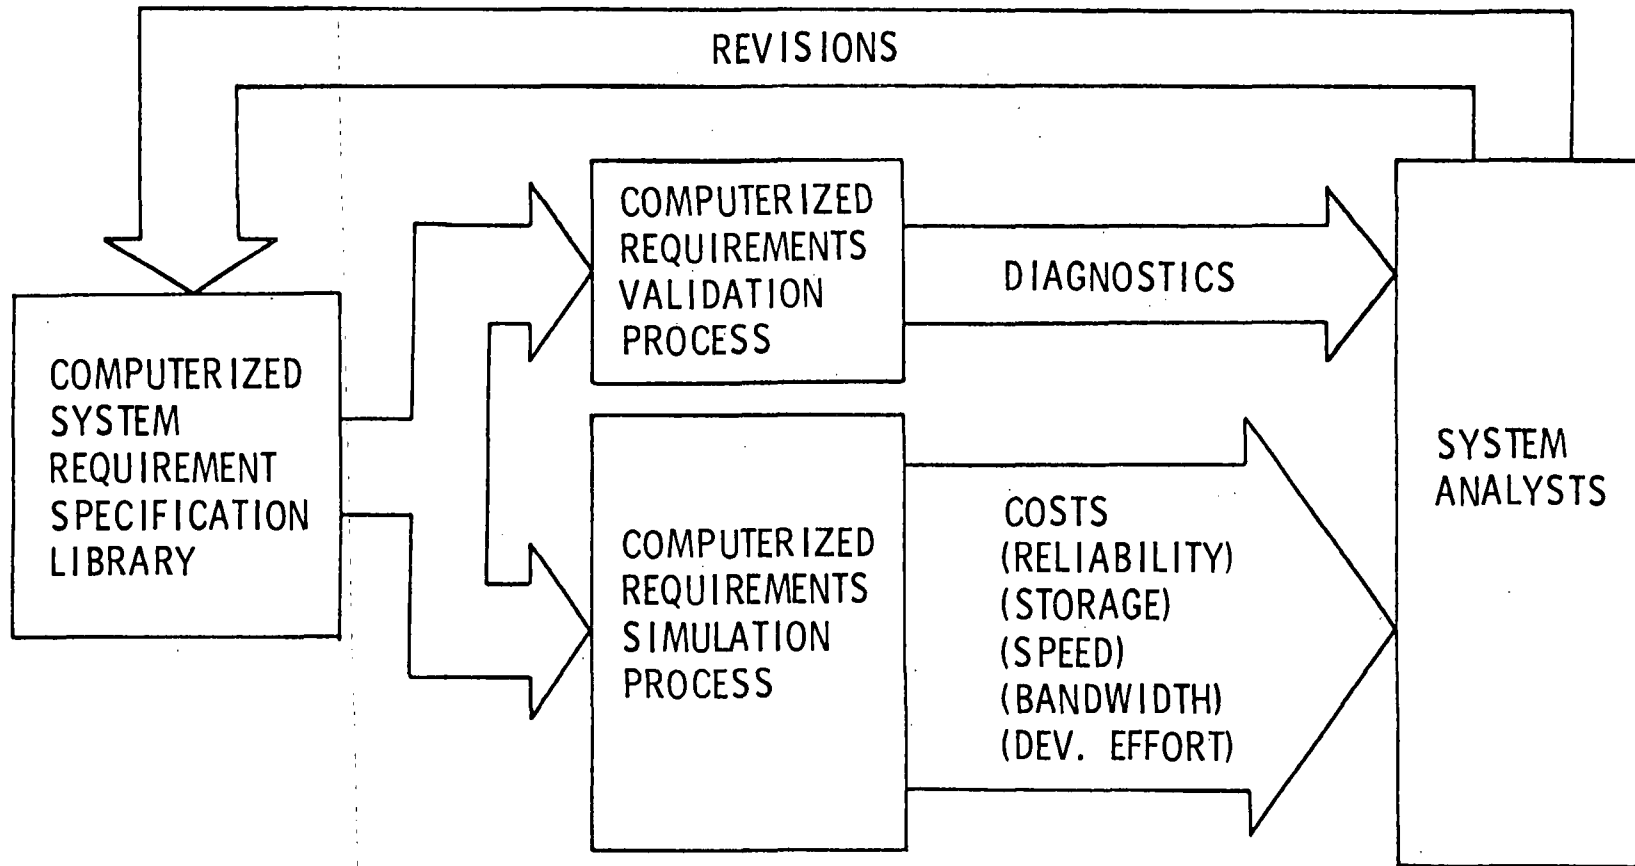 REVISIONS
COMPUTERIZED
REQUIREMENTS
VALIDATION
PROCESS
DIAGNOSTICS
COMPUTERIZED
SYSTEM
REQUIREMENT
SPECIFICATION
LIBRARY
COMPUTERIZED
REQUIREMENTS
SIMULATION
PROCESS
COSTS
(RELIABILITY)
(STORAGE)
(SPEED)
(BANDWIDTH)
(DEV. EFFORT)
SYSTEM
ANALYSTS